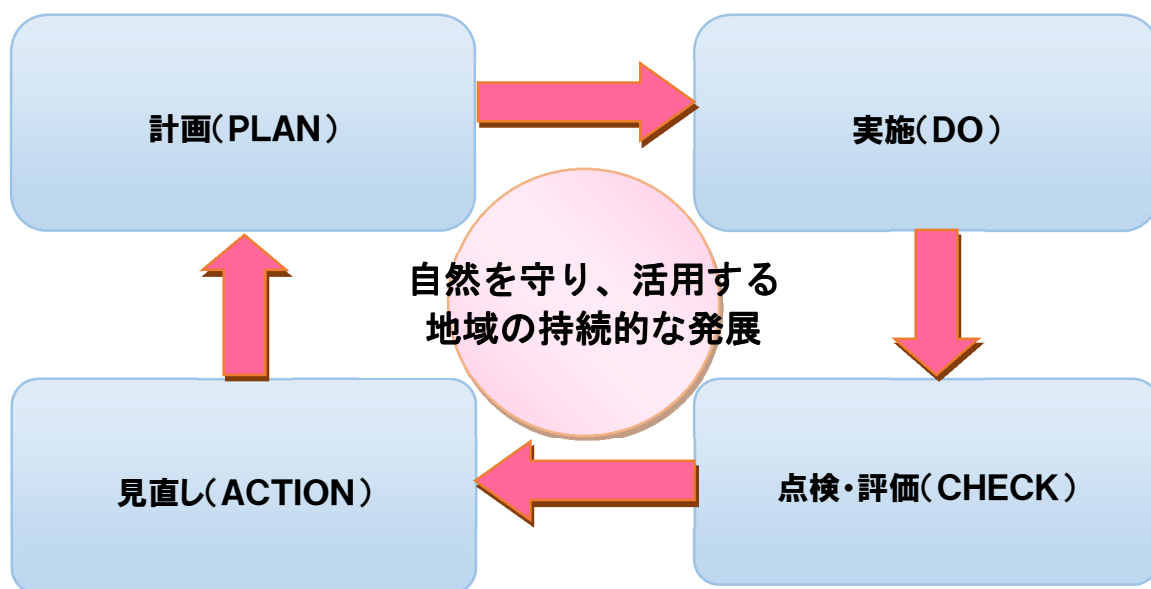 計画(PLAN)
実施(DO)
自然を守り、活用する
地域の持続的な発展
見直し(ACTION)
点検・評価(CHECK)